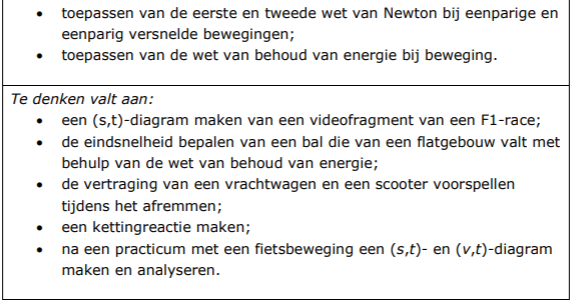 • toepassen van de eerste en tweede wet van Newton bij eenparige en
eenparig versnelde bewegingen;
• toepassen van de wet van behoud van energie bij beweging.
Te denken valt aan:
• een (s,t)-diagram maken van een videofragment van een F1-race;
• de eindsnelheid bepalen van een bal die van een flatgebouw valt met
behulp van de wet van behoud van energie;
• de vertraging van een vrachtwagen en een scooter voorspellen
tijdens het afremmen;
• een kettingreactie maken;
• na een practicum met een fietsbeweging een (s,t)- en (v,t)-diagram
maken en analyseren.